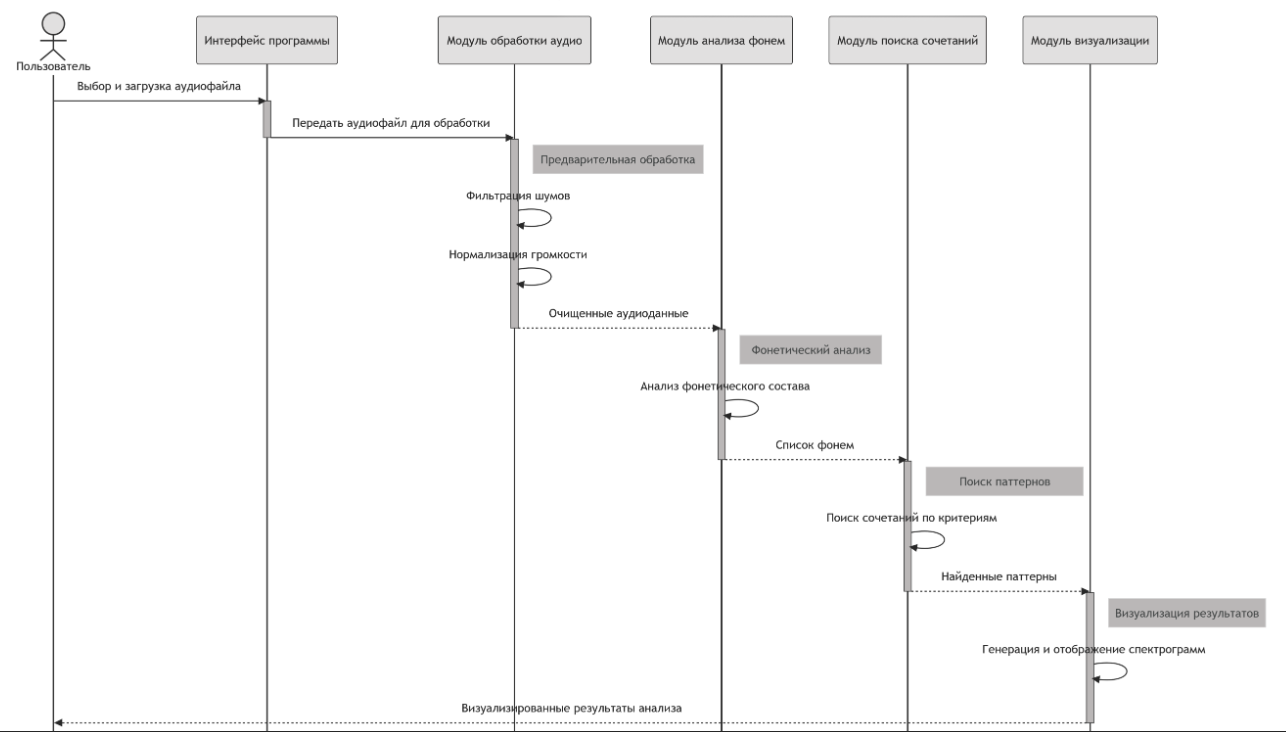 Пользователь
Интерфейс программы
Модуль обработки аудио
Модуль анализа фонем
Модуль поиска сочетаний
Модуль визуализации
Выбор и загрузка аудиофайла
Передать аудиофайл для обработки
Предварительная обработка
Фильтрация шумов
Нормализация громкости
Очищенные аудиоданные
Фонетический анализ
Анализ фонетического состава
Список фонем
Поиск паттернов
Поиск сочетаний по критериям
Найденные паттерны
Визуализация результатов
Генерация и отображение спектрограмм
Визуализированные результаты анализа